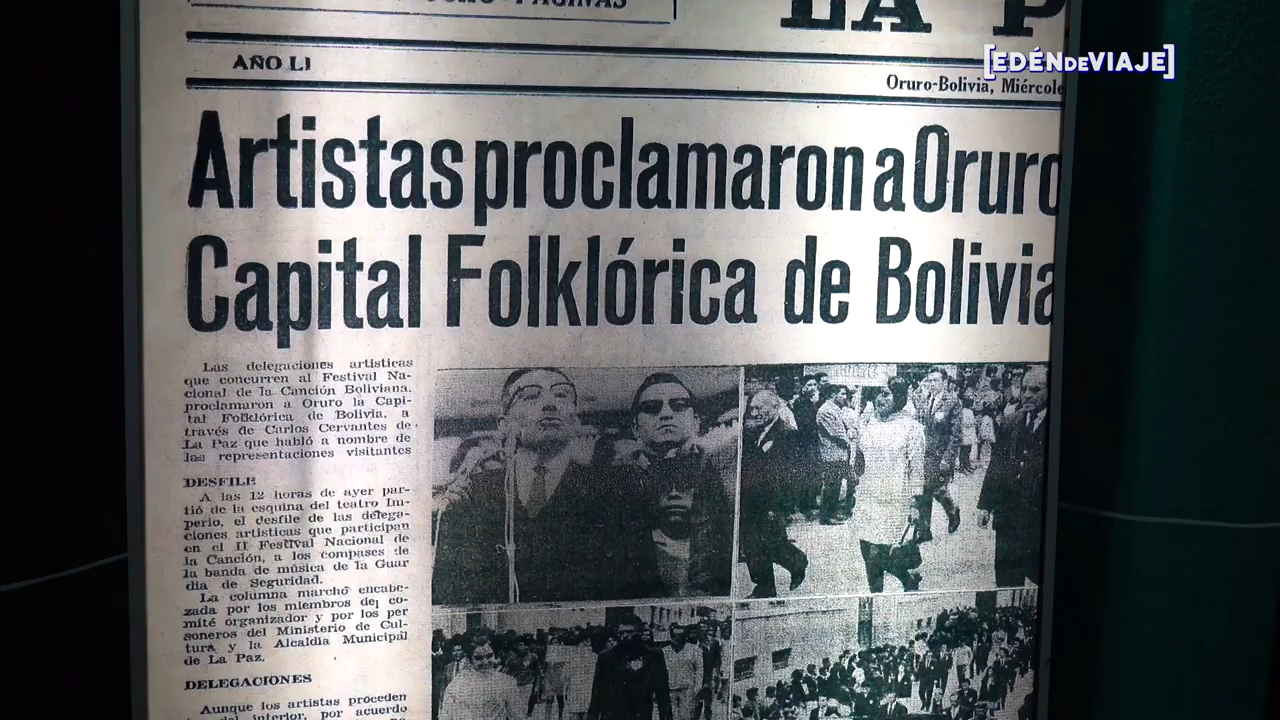 PAGINAS
LA P
[EDÉNDEVIAJE]
AÑO LI
Oruro-Bolivia, Miércole
Artistas proclamaron a Oruro
Capital Folklórica de Bolivia
Las delegaciones artisticas
que concurren al Festival Na-
cional de la Canción Boliviana,
proclamaron a Oruro la Capi-
tal Folklórica de Bolivia, a
través de Carlos Cervantes de
La Paz que habló a nombre de
las representaciones visitantes
DESFILE
A las 12 horas de ayer par-
tió de la esquina del teatro Im-
perio, el desfile de las delega-
ciones artisticas que participan
en el II Festival Nacional de
la Canción, a los compases de
la banda de música de la Guar
dia de Seguridad.
La columna marchó encabe-
zada por los miembros del co-
mité organizador y por los per
soneros del Ministerio de Cul-
tura y la Alcaldia Municipal
de La Paz.
DELEGACIONES
Aunque los artistas proceden
del interior, por acuerdo